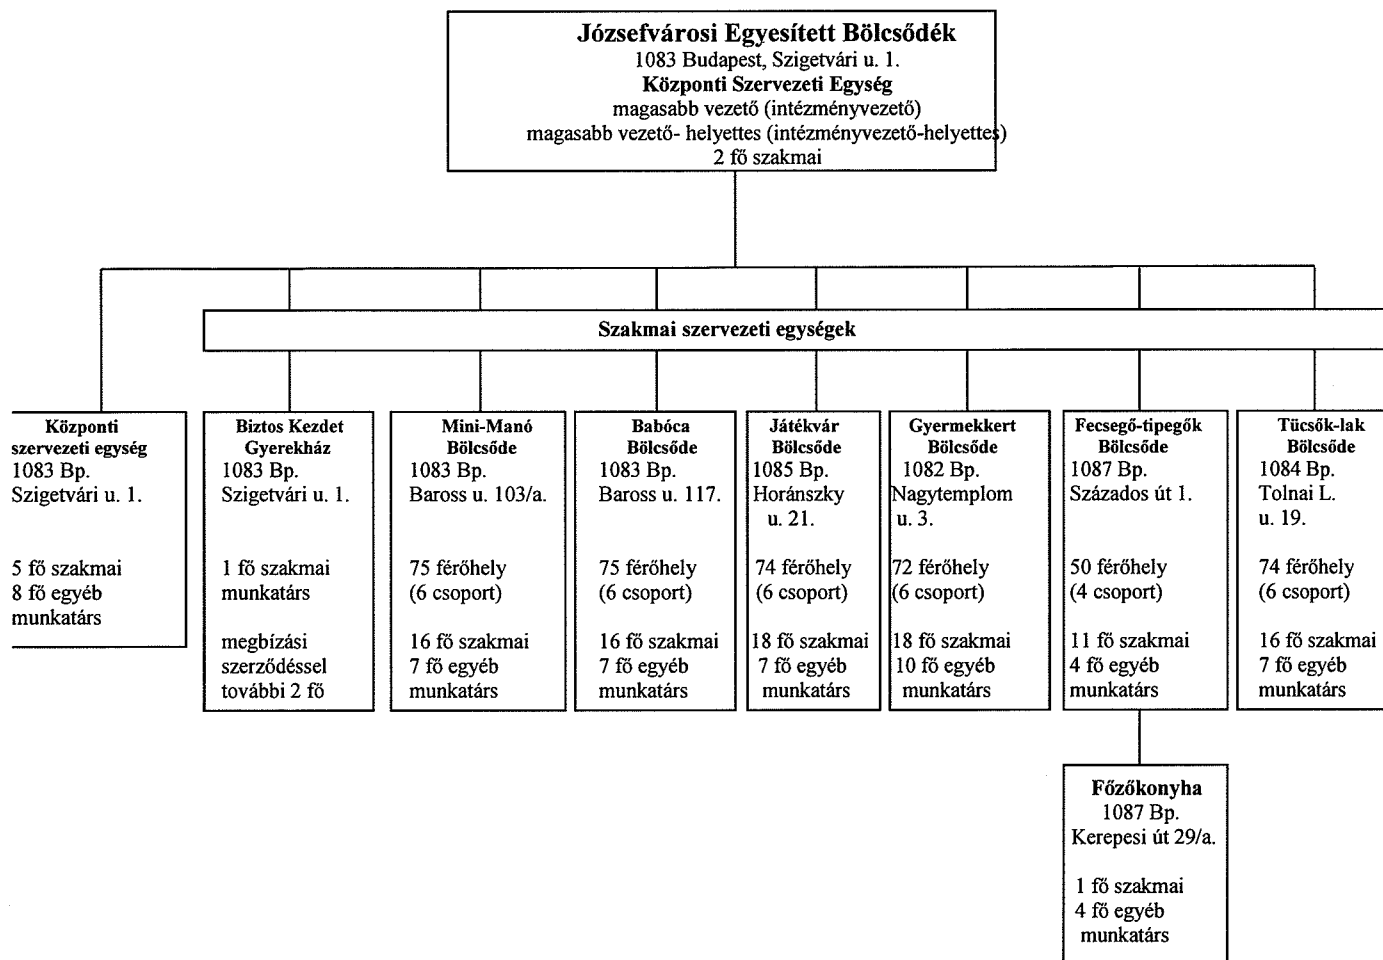 Józsefvárosi Egyesített Bölcsődék
1083 Budapest, Szigetvári u. 1.
Központi Szervezeti Egység
magasabb vezető (intézményvezető)
magasabb vezető- helyettes (intézményvezető-helyettes)
2 fő szakmai
Szakmai szervezeti egységek
Központi
szervezeti egység
1083 Bp.
Szigetvári u. 1.
5 fő szakmai
8 fő egyéb
munkatárs
Biztos Kezdet
Gyerekház
1083 Bp.
Szigetvári u. 1.
1 fő szakmai
munkatárs
megbízási
szerződéssel
további 2 fő
Mini-Manó
Bölcsőde
1083 Bp.
Baross u. 103/a.
75 férőhely
(6 csoport)
16 fő szakmai
7 fő egyéb
munkatárs
Babóca
Bölcsőde
1083 Bp.
Baross u. 117.
75 férőhely
(6 csoport)
16 fő szakmai
7 fő egyéb
munkatárs
Játékvár
Bölcsőde
1085 Bp.
Horánszky
u. 21.
74 férőhely
(6 csoport)
18 fő szakmai
7 fő egyéb
munkatárs
Gyermekkert
Bölcsőde
1082 Bp.
Nagytemplom
u. 3.
72 férőhely
(6 csoport)
18 fő szakmai
10 fő egyéb
munkatárs
Fecsegő-tipegők
Bölcsőde
1087 Bp.
Százados út 1.
50 férőhely
(4 csoport)
11 fő szakmai
4 fő egyéb
munkatárs
Tücsök-lak
Bölcsőde
1084 Bp.
Tolnai L.
u. 19.
74 férőhely
(6 csoport)
16 fő szakmai
7 fő egyéb
munkatárs
Főzőkonyha
1087 Bp.
Kerepesi út 29/a.
1 fő szakmai
4 fő egyéb
munkatárs